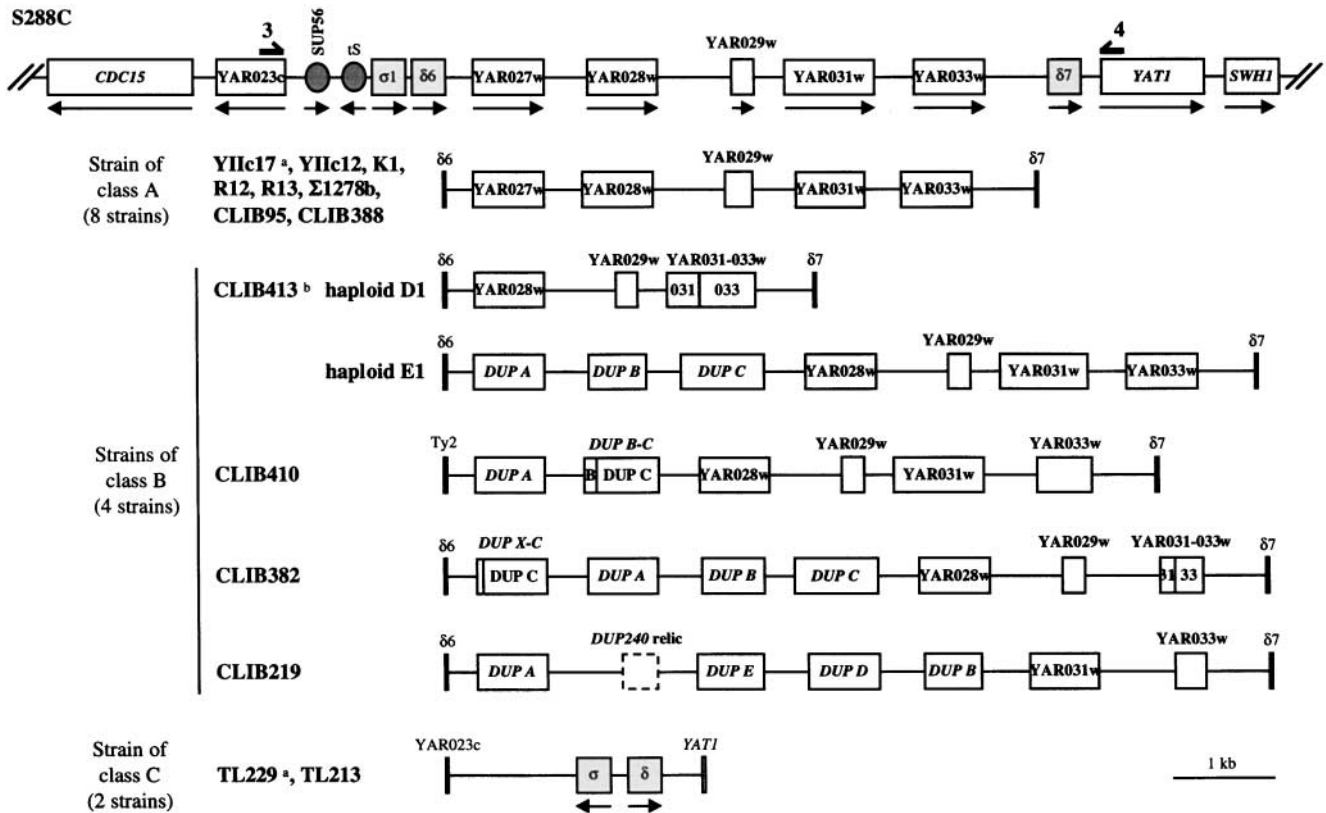 S288C
3 SUP56 tS YAR029w 4
CDC15 YAR023c σ1 δ6 YAR027w YAR028w YAR031w YAR033w δ7 YAT1 SWH1
Strain of class A (8 strains)
YIIc17 a, YIIc12, K1,
R12, R13, Σ1278b,
CLIB95, CLIB388
δ6 YAR029w δ7
YAR027w YAR028w YAR031w YAR033w
Strains of class B (4 strains)
CLIB413 b haploid D1
δ6 YAR029w YAR031-033w δ7
YAR028w 031 033
haploid E1
δ6 YAR029w δ7
DUP A DUP B DUP C YAR028w YAR031w YAR033w
CLIB410
Ty2 DUP B-C YAR029w YAR033w δ7
DUP A B DUP C YAR028w YAR031w
CLIB382
δ6 DUP X-C YAR029w YAR031-033w δ7
DUP C DUP A DUP B DUP C YAR028w 31 33
CLIB219
δ6 DUP240 relic YAR033w δ7
DUP A DUP E DUP D DUP B YAR031w
Strain of class C (2 strains)
TL229 a, TL213
YAR023c YAT1
σ δ
1 kb